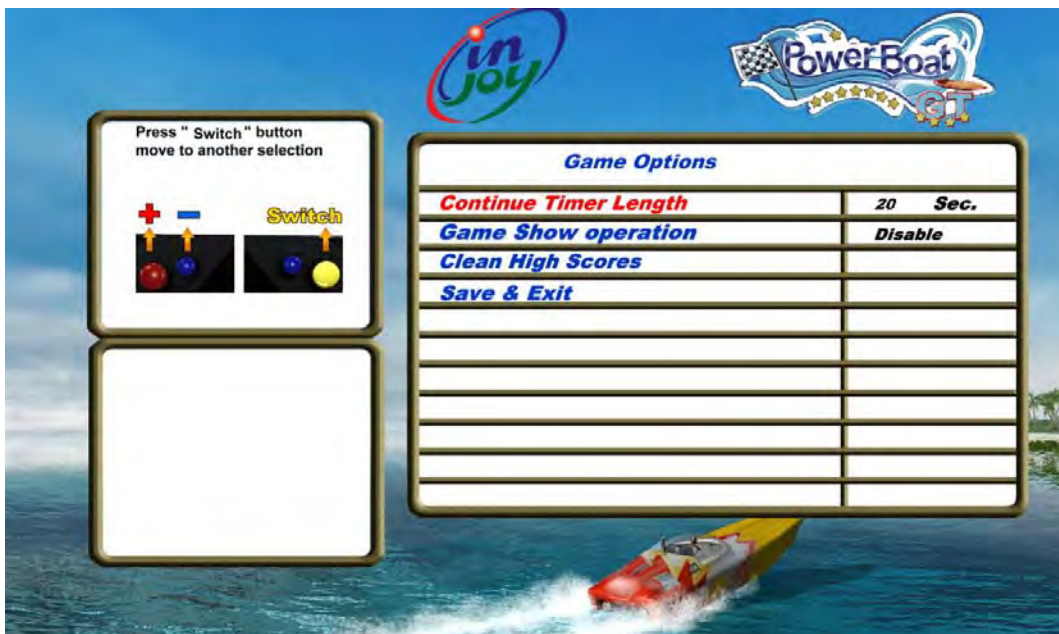 in
joy
PowerBoat
GT
Press " Switch " button
move to another selection
Switch
Game Options
Continue Timer Length 20 Sec.
Game Show operation Disable
Clean High Scores
Save & Exit